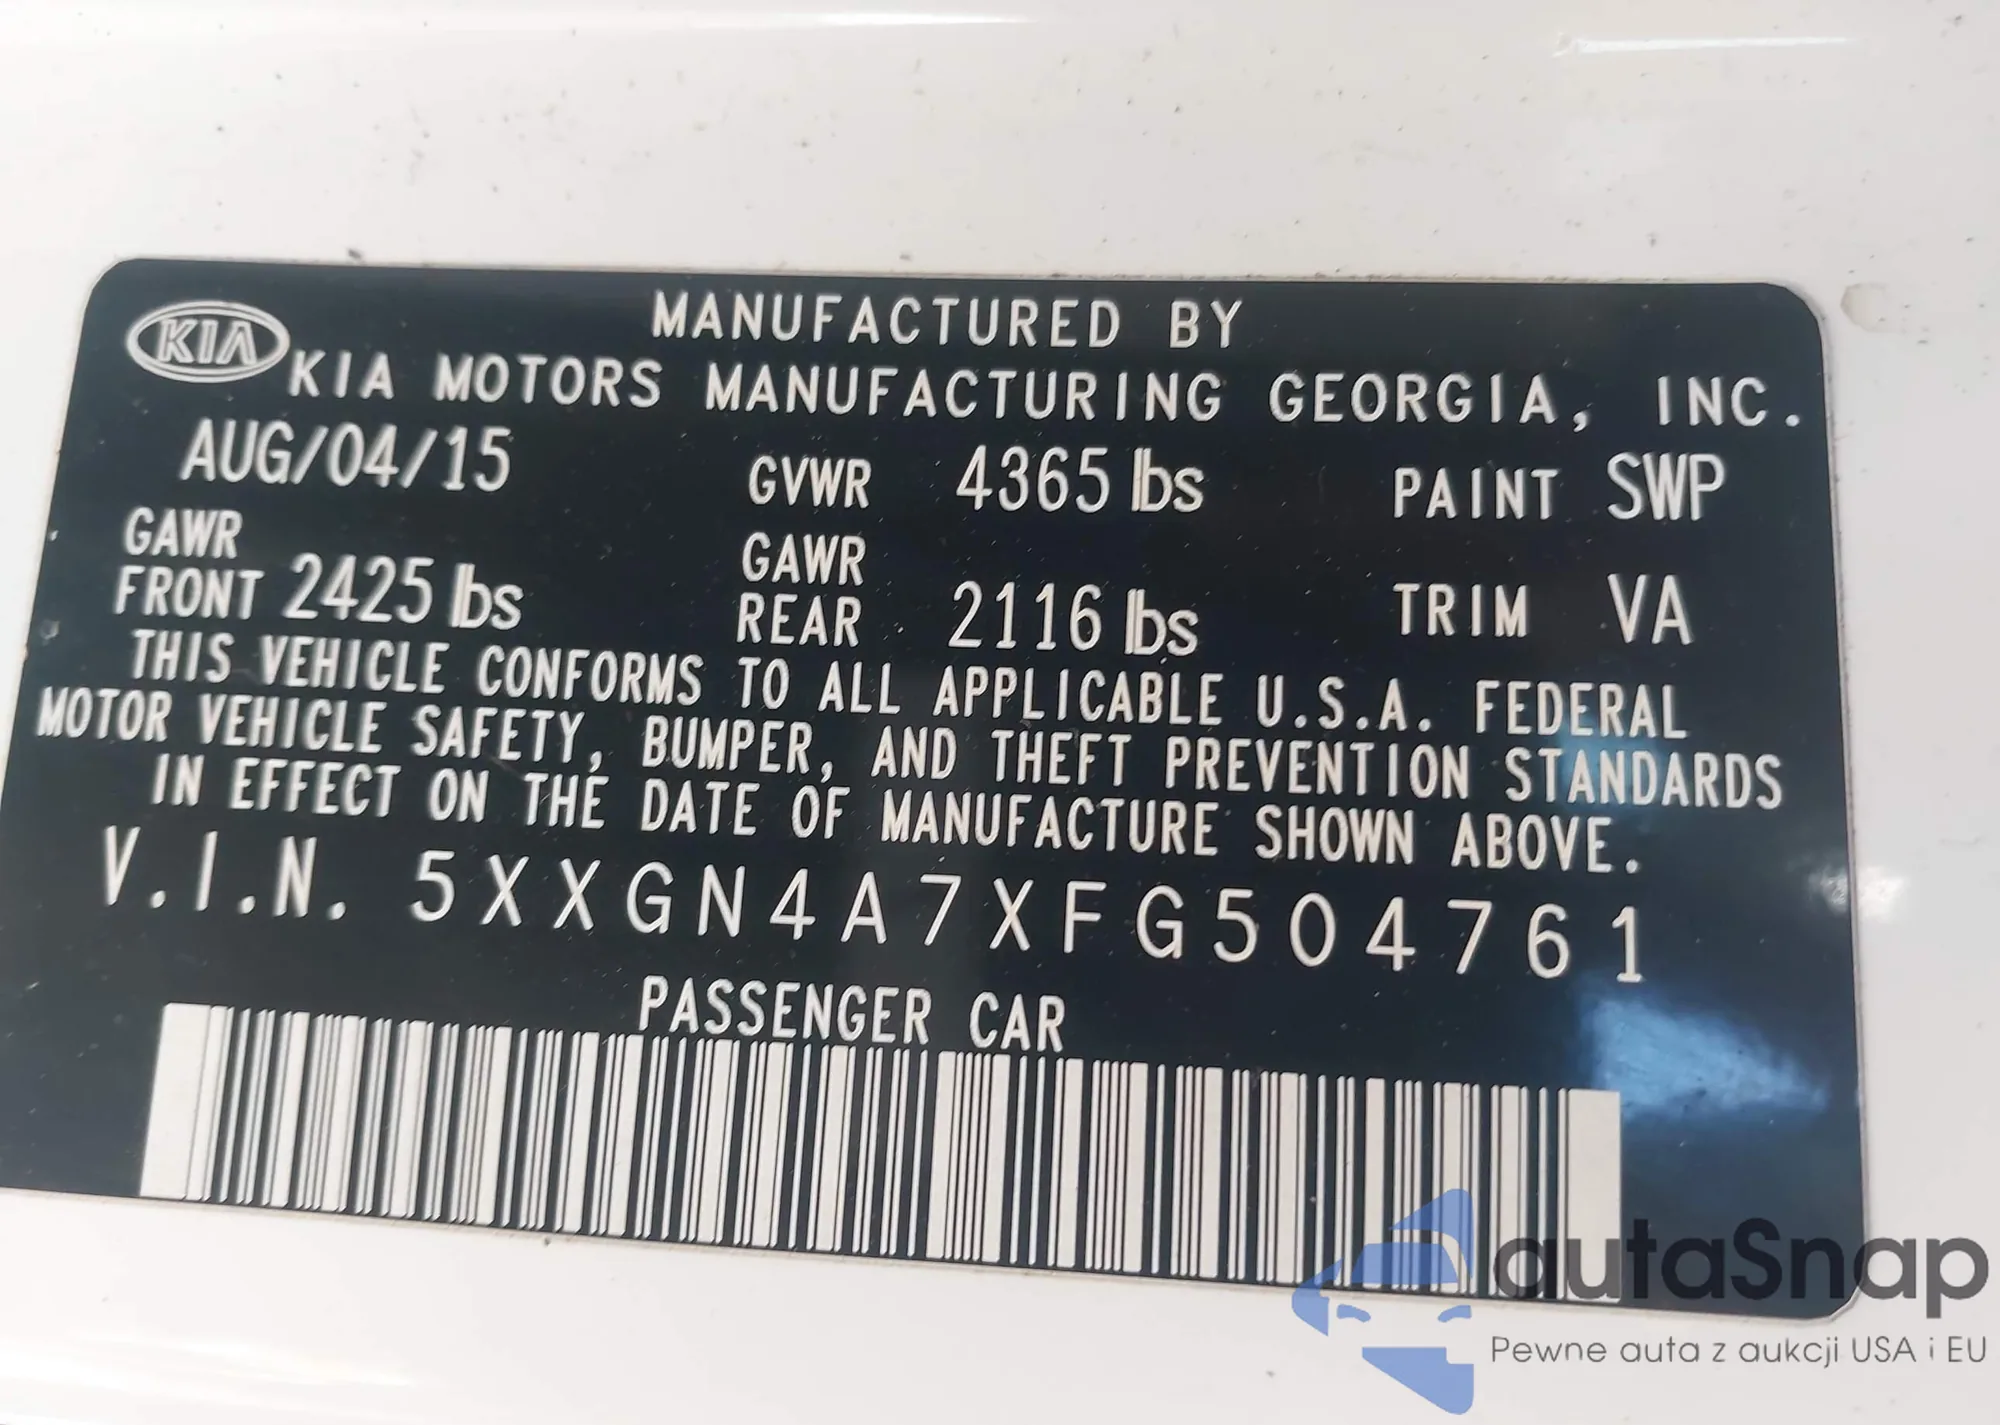 KIA
MANUFACTURED BY
KIA MOTORS MANUFACTURING GEORGIA, INC.
AUG/04/15 GVWR 4365 lbs PAINT SWP
GAWR FRONT 2425 lbs GAWR REAR 2116 lbs TRIM VA
THIS VEHICLE CONFORMS TO ALL APPLICABLE U.S.A. FEDERAL
MOTOR VEHICLE SAFETY, BUMPER, AND THEFT PREVENTION STANDARDS
IN EFFECT ON THE DATE OF MANUFACTURE SHOWN ABOVE.
V.I.N. 5XXGN4A7XFG504761
PASSENGER CAR
autaSnap
Pewne auta z aukcji USA i EU